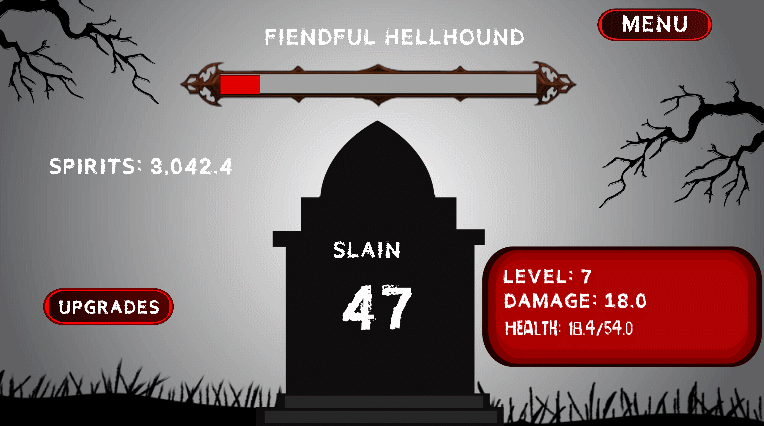 FIENDFUL HELLHOUND
MENU
SPIRITS: 3,042.4
SLAIN
47
UPGRADES
LEVEL: 7
DAMAGE: 18.0
HEALTH: 18.4/54.0